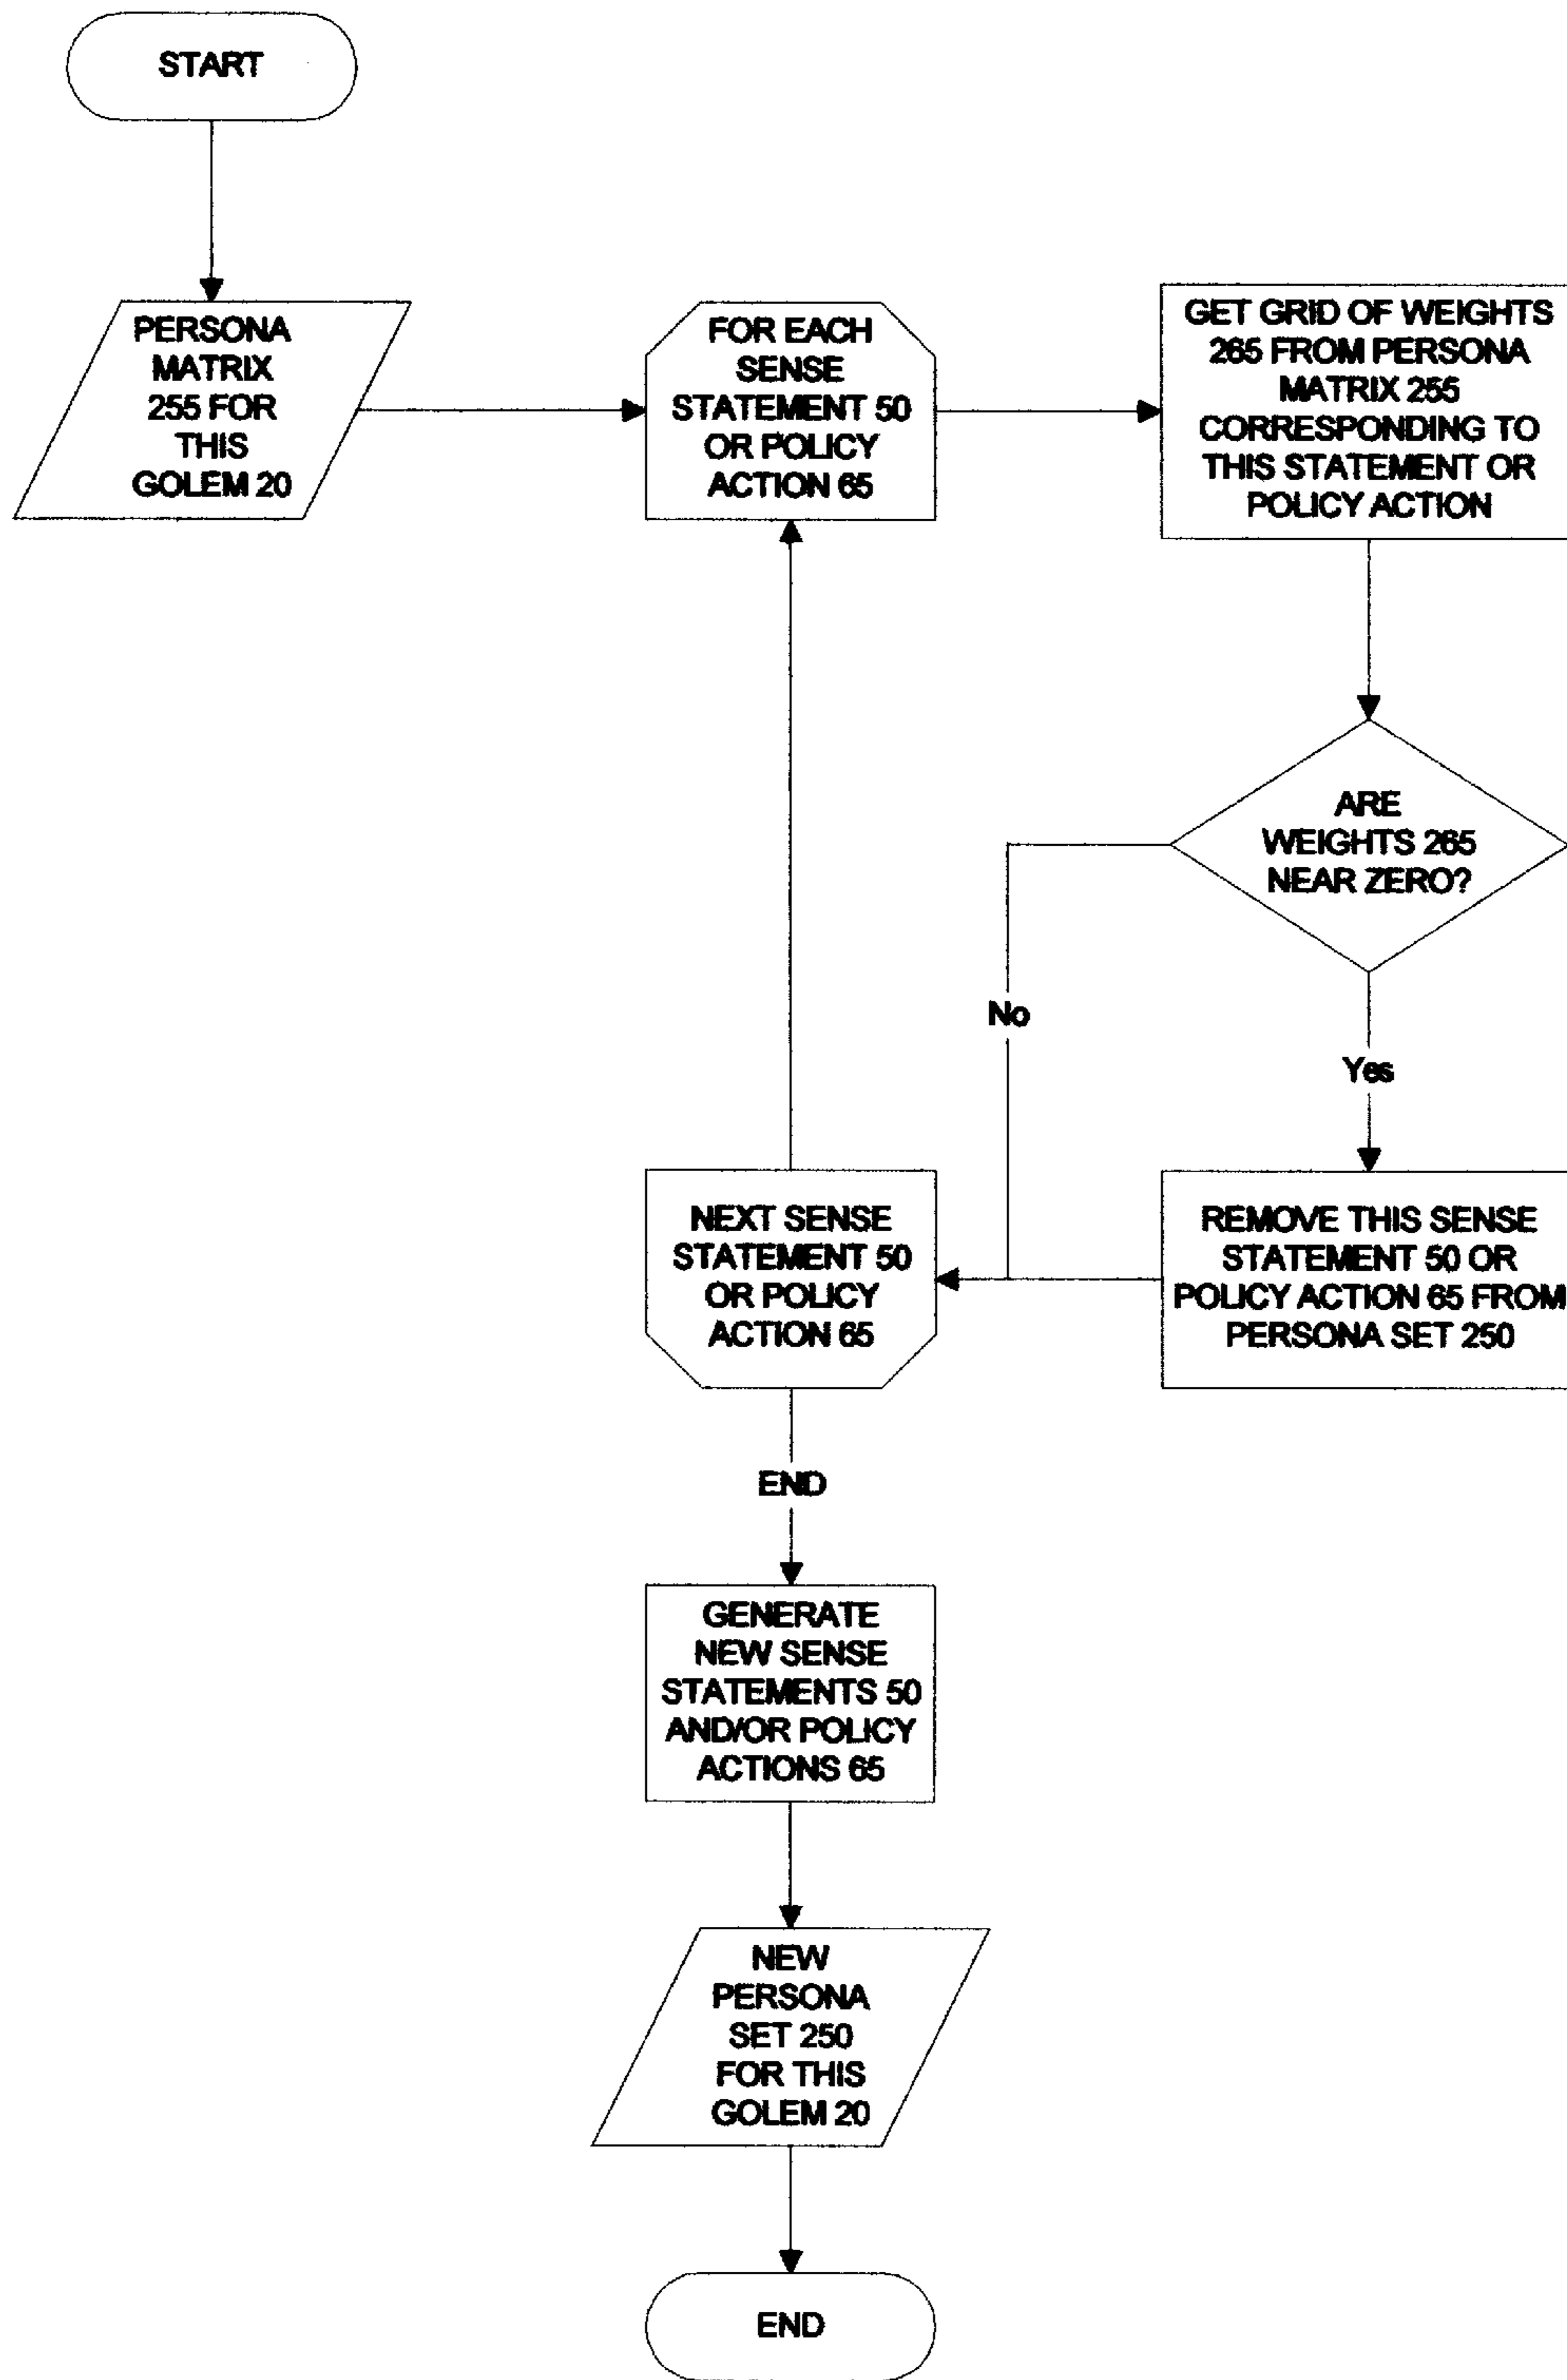 START
PERSONA
MATRIX
255 FOR
THIS
GOLEM 20
FOR EACH
SENSE
STATEMENT 50
OR POLICY
ACTION 65
GET GRID OF WEIGHTS
265 FROM PERSONA
MATRIX 255
CORRESPONDING TO
THIS STATEMENT OR
POLICY ACTION
ARE
WEIGHTS 265
NEAR ZERO?
No
Yes
REMOVE THIS SENSE
STATEMENT 50 OR
POLICY ACTION 65 FROM
PERSONA SET 250
NEXT SENSE
STATEMENT 50
OR POLICY
ACTION 65
END
GENERATE
NEW SENSE
STATEMENTS 50
AND/OR POLICY
ACTIONS 65
NEW
PERSONA
SET 250
FOR THIS
GOLEM 20
END